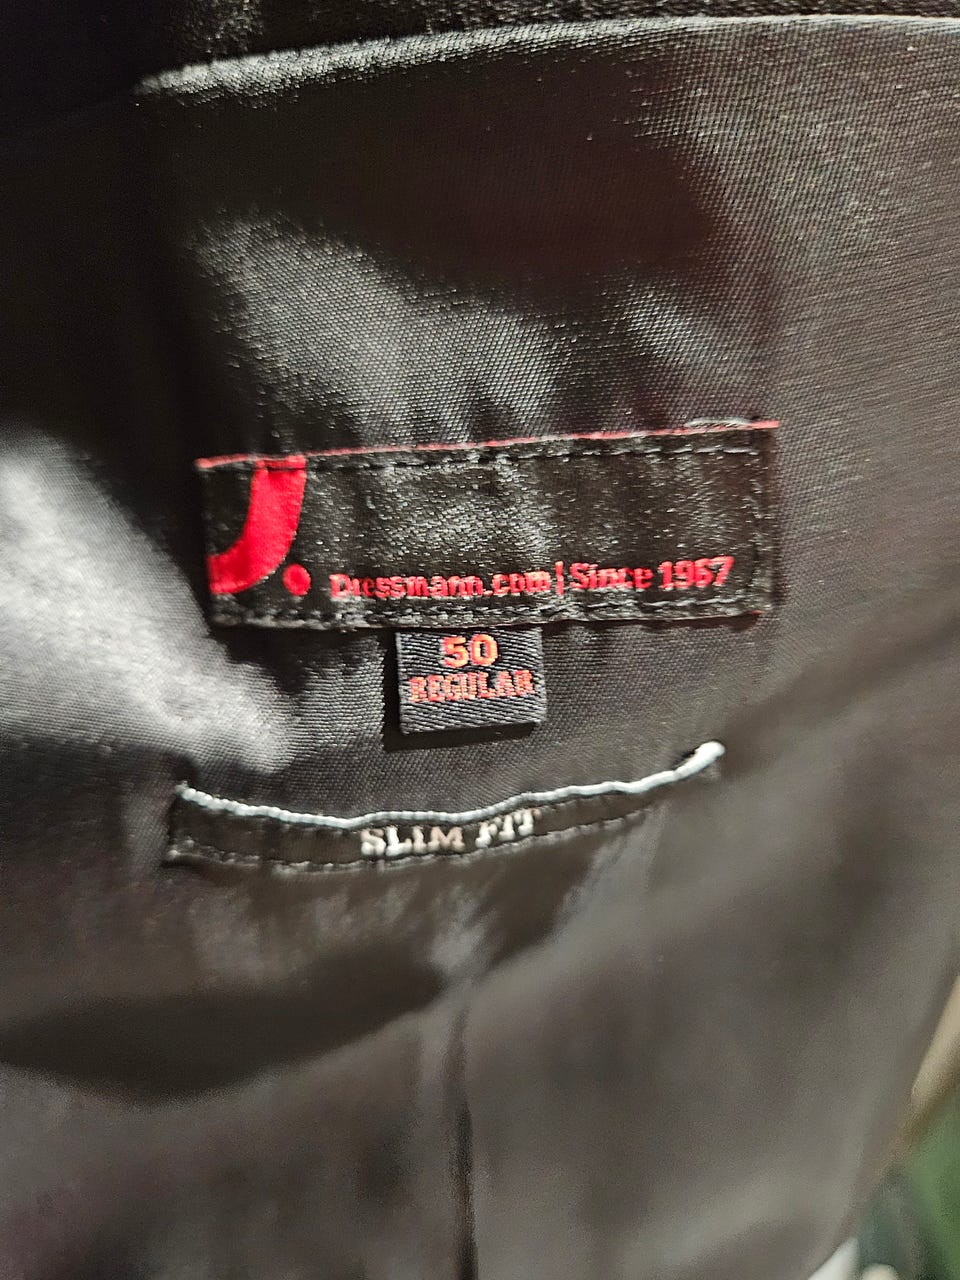 Dressmann.com | Since 1967
50
REGULAR
SLIM FIT